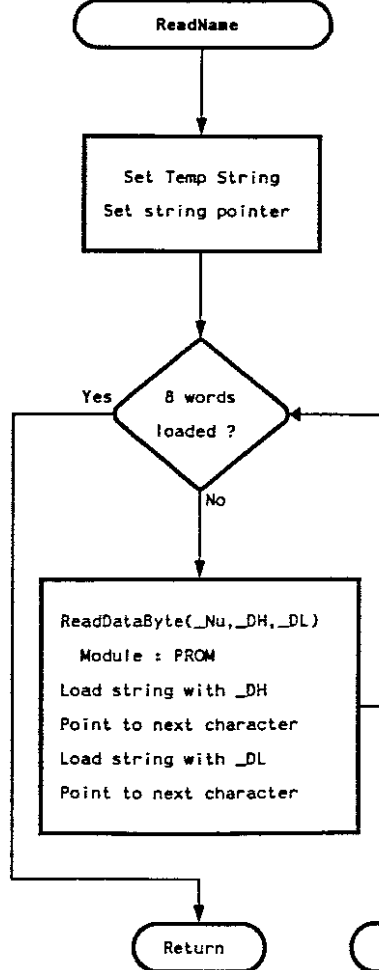 ReadName
Set Temp String
Set string pointer
8 words
loaded ?
Yes
No
ReadDataByte(_Nu,_DH,_DL)
Module : PROM
Load string with _DH
Point to next character
Load string with _DL
Point to next character
Return